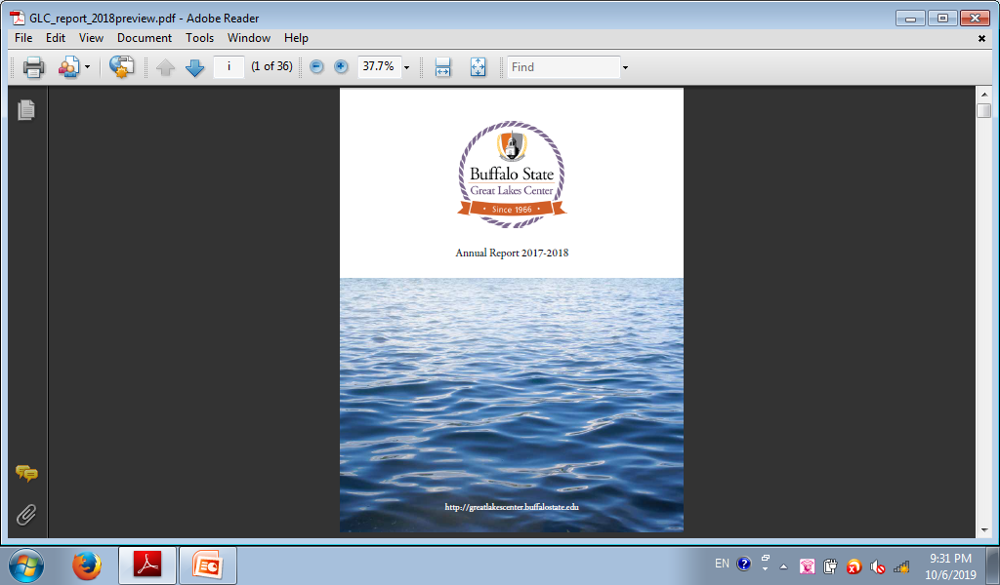 GLC_report_2018preview.pdf - Adobe Reader
File Edit View Document Tools Window Help
i (1 of 36) 37.7% Find
Buffalo State
Great Lakes Center
• Since 1966 •
Annual Report 2017-2018
http://greatlakescenter.buffalostate.edu
EN ? 9:31 PM
10/6/2019